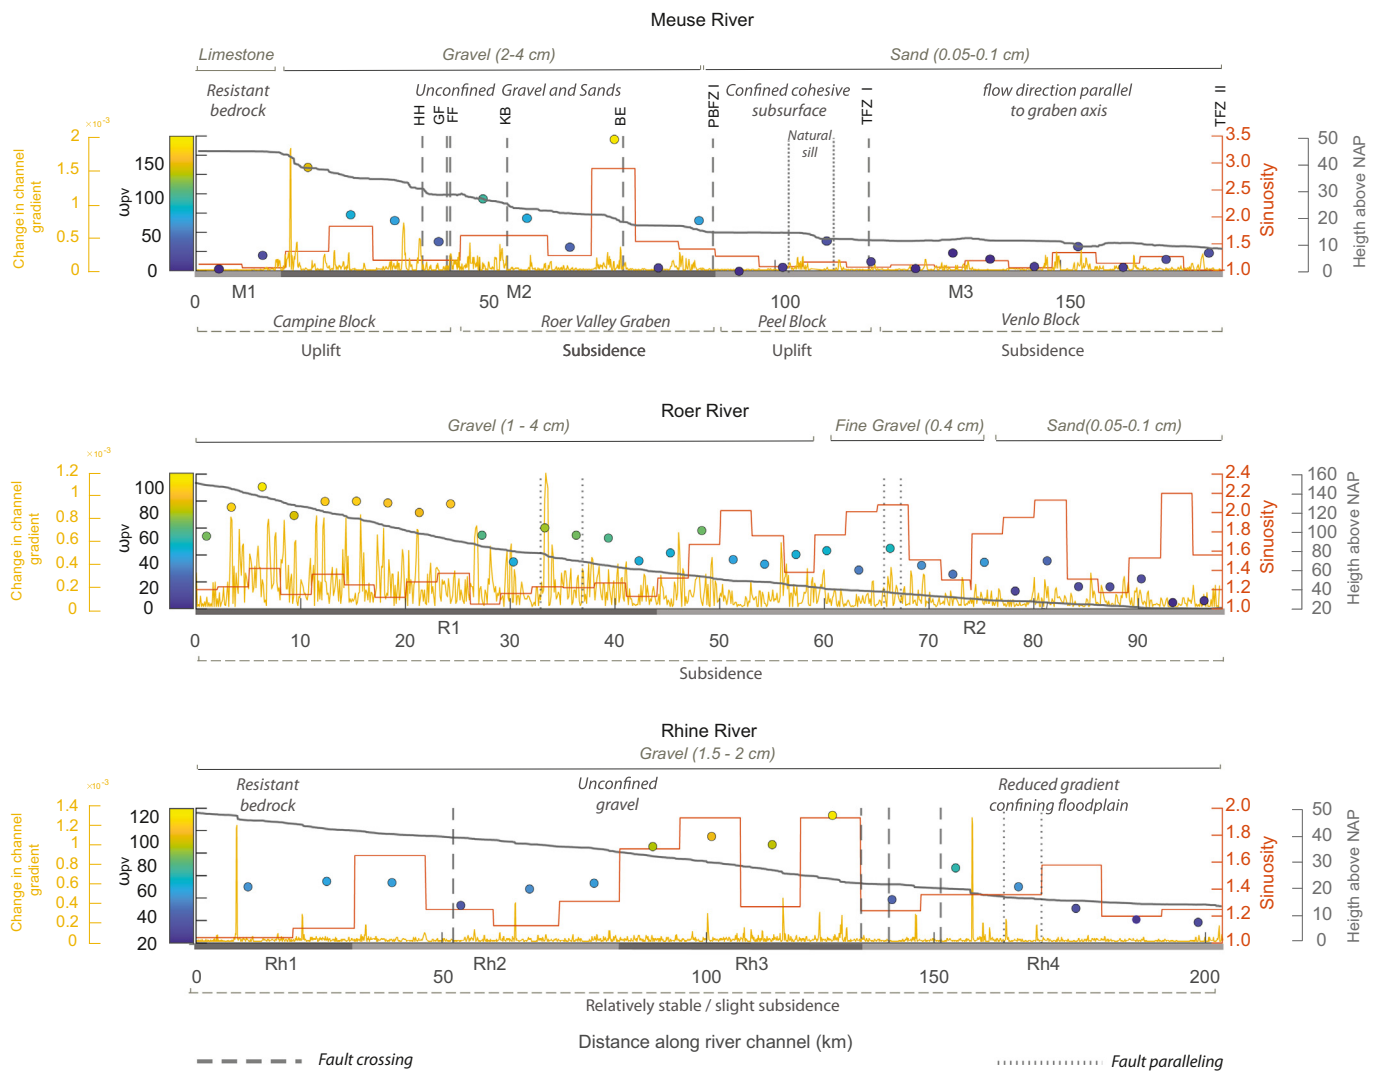 Meuse River
Limestone
Gravel (2-4 cm)
Sand (0.05-0.1 cm)
Resistant bedrock
Unconfined Gravel and Sands
Confined cohesive subsurface
flow direction parallel to graben axis
HH
GF
FF
KB
BE
PBFZ I
TFZ I
TFZ II
Natural sill
×10⁻³
2
1.5
1
0.5
0
Change in channel gradient
150
100
50
0
ωpv
3.5
3.0
2.5
2.0
1.5
1.0
Sinuosity
50
40
30
20
10
0
Heigth above NAP
M1
M2
M3
0
50
100
150
Campine Block
Roer Valley Graben
Peel Block
Venlo Block
Uplift
Subsidence
Uplift
Subsidence
Roer River
Gravel (1 - 4 cm)
Fine Gravel (0.4 cm)
Sand(0.05-0.1 cm)
×10⁻³
1.2
1
0.8
0.6
0.4
0.2
0
Change in channel gradient
100
80
60
40
20
0
ωpv
2.4
2.2
2.0
1.8
1.6
1.4
1.2
1.0
Sinuosity
160
140
120
100
80
60
40
20
Heigth above NAP
R1
R2
0
10
20
30
40
50
60
70
80
90
Subsidence
Rhine River
Gravel (1.5 - 2 cm)
Resistant bedrock
Unconfined gravel
Reduced gradient confining floodplain
×10⁻³
1.4
1.2
1
0.8
0.6
0.4
0.2
0
Change in channel gradient
120
100
80
60
40
20
ωpv
2.0
1.8
1.6
1.4
1.2
1.0
Sinuosity
50
40
30
20
10
0
Heigth above NAP
Rh1
Rh2
Rh3
Rh4
0
50
100
150
200
Relatively stable / slight subsidence
Distance along river channel (km)
Fault crossing
Fault paralleling